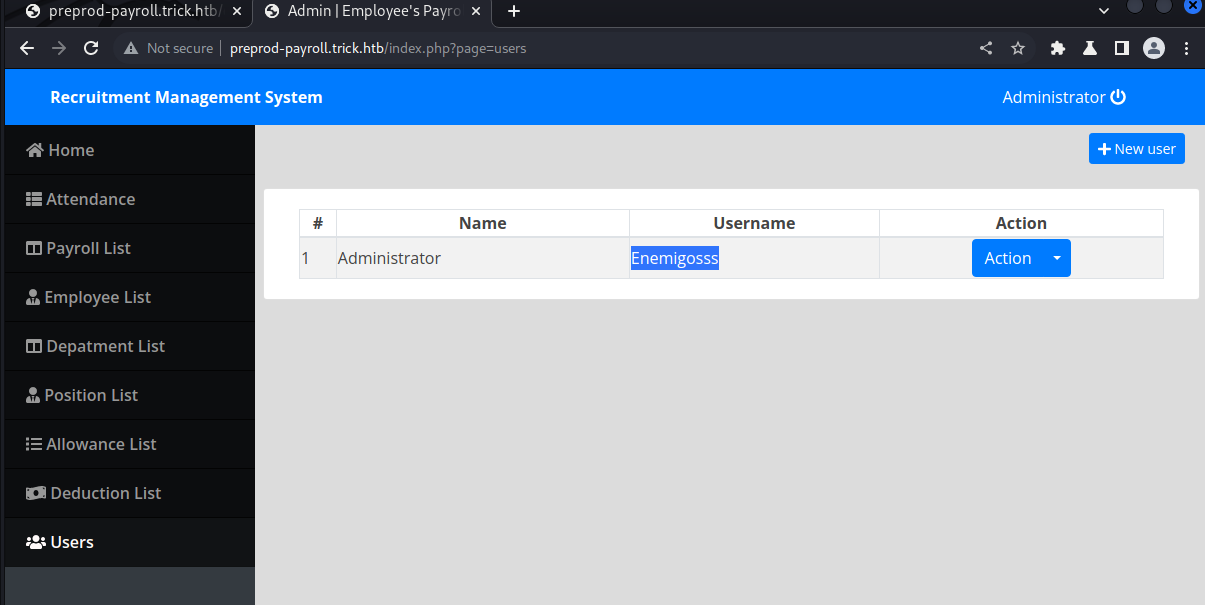 preprod-payroll.trick.htb/
Admin | Employee's Payro
Not secure
preprod-payroll.trick.htb/index.php?page=users
Recruitment Management System
Administrator
Home
Attendance
Payroll List
Employee List
Depatment List
Position List
Allowance List
Deduction List
Users
New user
# Name Username Action
1 Administrator Enemigosss Action